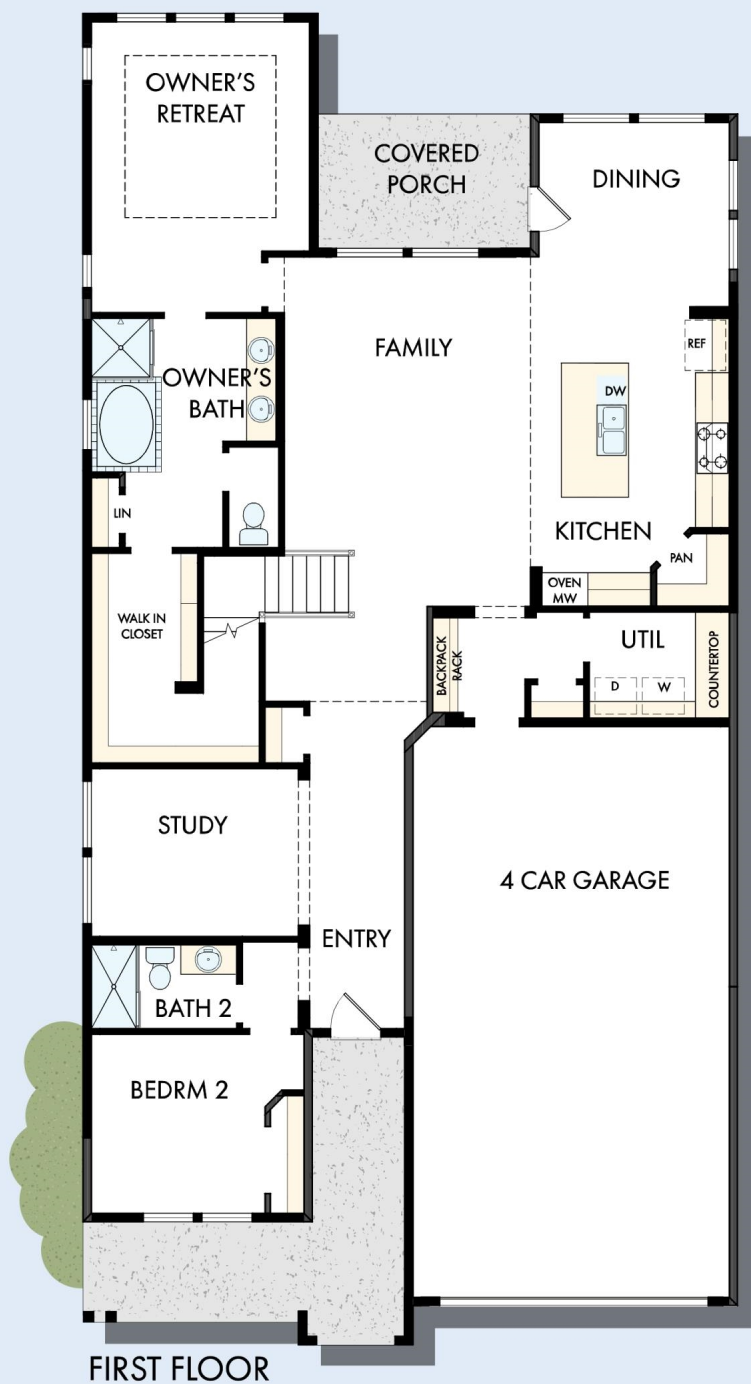 OWNER'S
RETREAT
COVERED
PORCH
DINING
FAMILY
REF
OWNER'S
BATH
DW
LIN
KITCHEN
PAN
OVEN
MW
WALK IN
CLOSET
BACKPACK
RACK
UTIL
COUNTERTOP
D
W
STUDY
4 CAR GARAGE
ENTRY
BATH 2
BEDRM 2
FIRST FLOOR